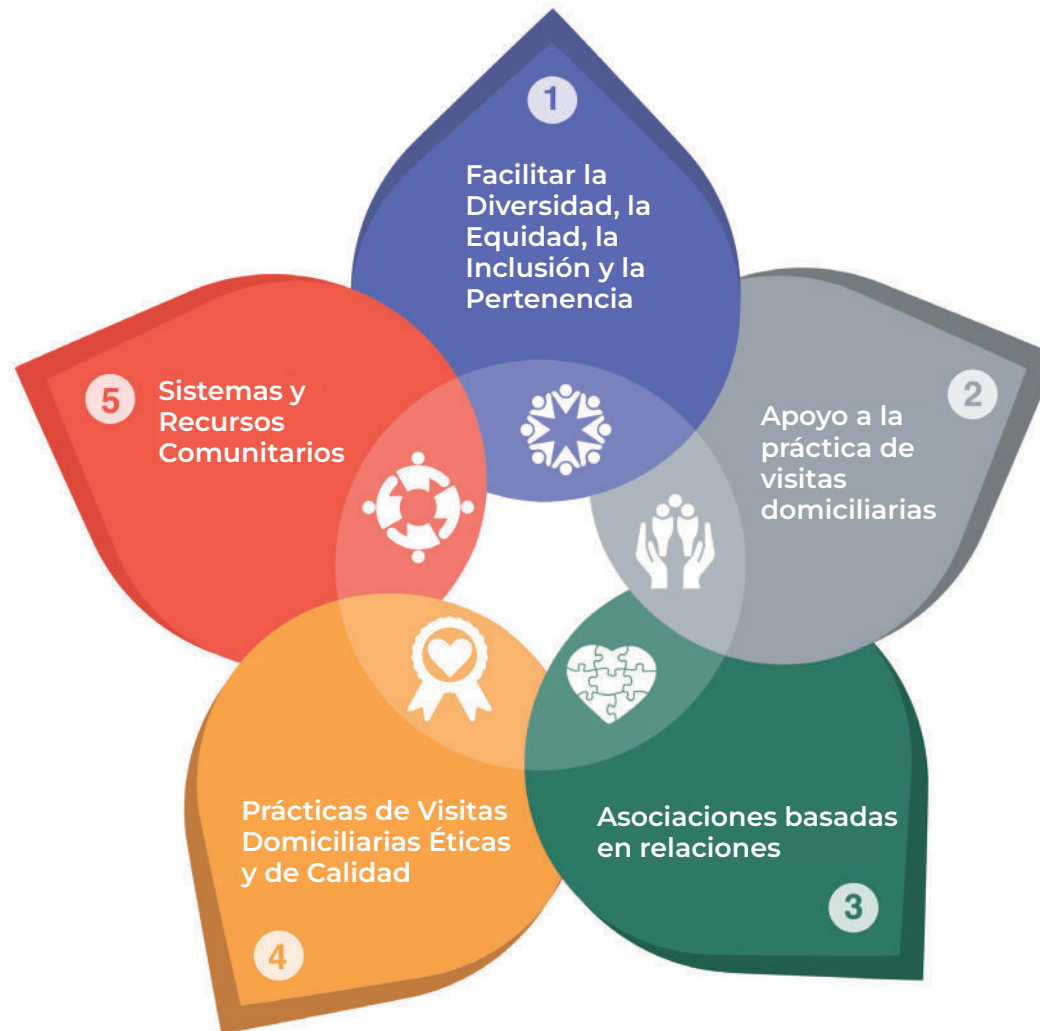 1
Facilitar la
Diversidad, la
Equidad, la
Inclusión y la
Pertenencia
2
Apoyo a la
práctica de
visitas
domiciliarias
3
Asociaciones basadas
en relaciones
4
Prácticas de Visitas
Domiciliarias Éticas
y de Calidad
5
Sistemas y
Recursos
Comunitarios